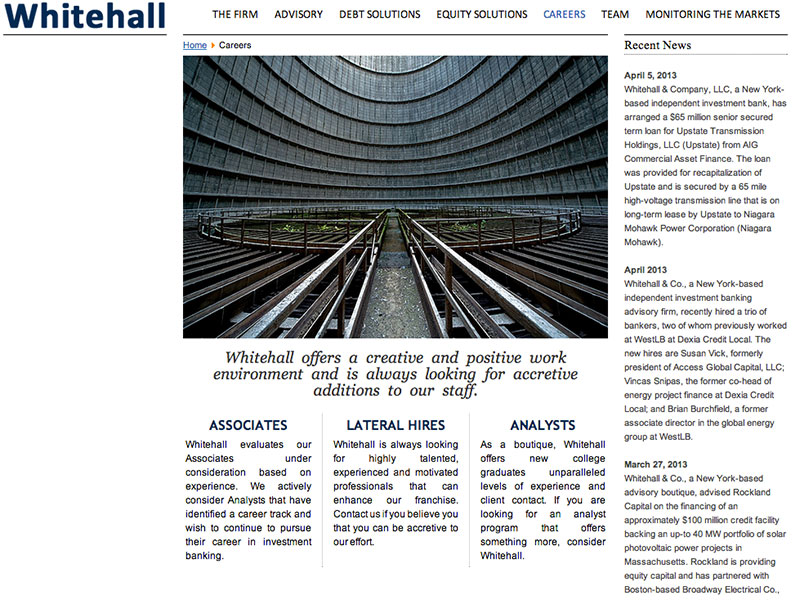 Whitehall
THE FIRM ADVISORY DEBT SOLUTIONS EQUITY SOLUTIONS CAREERS TEAM MONITORING THE MARKETS
Home Careers
Whitehall offers a creative and positive work
environment and is always looking for accretive
additions to our staff.
ASSOCIATES
Whitehall evaluates our
Associates under
consideration based on
experience. We actively
consider Analysts that have
identified a career track and
wish to continue to pursue
their career in investment
banking.
LATERAL HIRES
Whitehall is always looking
for highly talented,
experienced and motivated
professionals that can
enhance our franchise.
Contact us if you believe you
that you can be accretive to
our effort.
ANALYSTS
As a boutique, Whitehall
offers new college
graduates unparalleled
levels of experience and
client contact. If you are
looking for an analyst
program that offers
something more, consider
Whitehall.
Recent News
April 5, 2013
Whitehall & Company, LLC, a New York-
based independent investment bank, has
arranged a $65 million senior secured
term loan for Upstate Transmission
Holdings, LLC (Upstate) from AIG
Commercial Asset Finance. The loan
was provided for recapitalization of
Upstate and is secured by a 65 mile
high-voltage transmission line that is on
long-term lease by Upstate to Niagara
Mohawk Power Corporation (Niagara
Mohawk).
April 2013
Whitehall & Co., a New York-based
independent investment banking
advisory firm, recently hired a trio of
bankers, two of whom previously worked
at WestLB at Dexia Credit Local. The
new hires are Susan Vick, formerly
president of Access Global Capital, LLC;
Vincas Snipas, the former co-head of
energy project finance at Dexia Credit
Local; and Brian Burchfield, a former
associate director in the global energy
group at WestLB.
March 27, 2013
Whitehall & Co., a New York-based
advisory boutique, advised Rockland
Capital on the financing of an
approximately $100 million credit facility
backing an up-to 40 MW portfolio of solar
photovoltaic power projects in
Massachusetts. Rockland is providing
equity capital and has partnered with
Boston-based Broadway Electrical Co.,